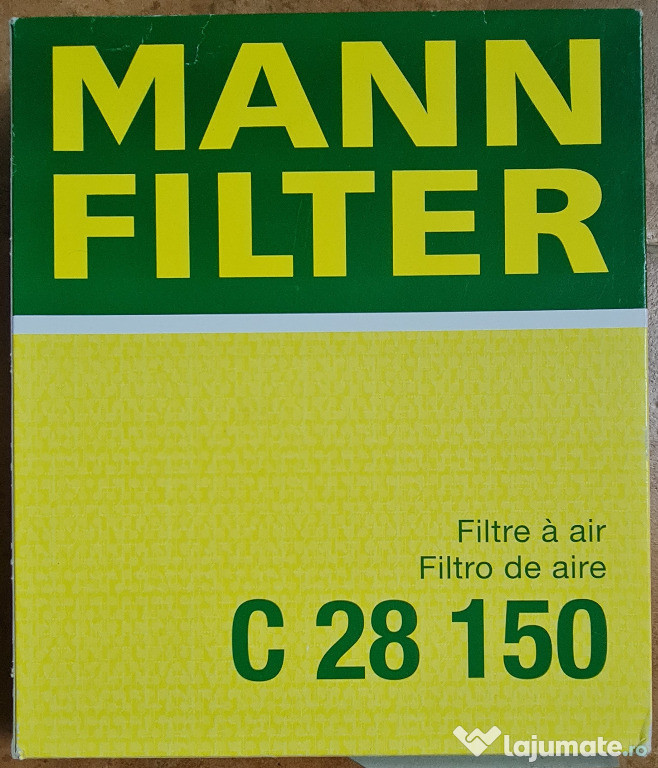 MANN
FILTER
Filtre à air
Filtro de aire
C 28 150
lajumate.ro